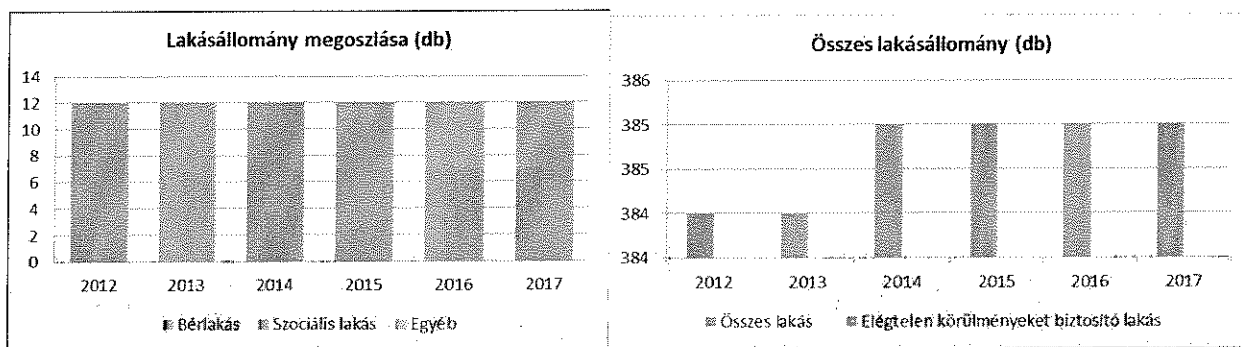 Lakásállomány megoszlása (db)
14
12
10
8
6
4
2
0
2012 2013 2014 2015 2016 2017
Bérlakás Szociális lakás Egyéb
Összes lakásállomány (db)
386
385
385
384
384
2012 2013 2014 2015 2016 2017
Összes lakás Elégtelen körülményeket biztosító lakás